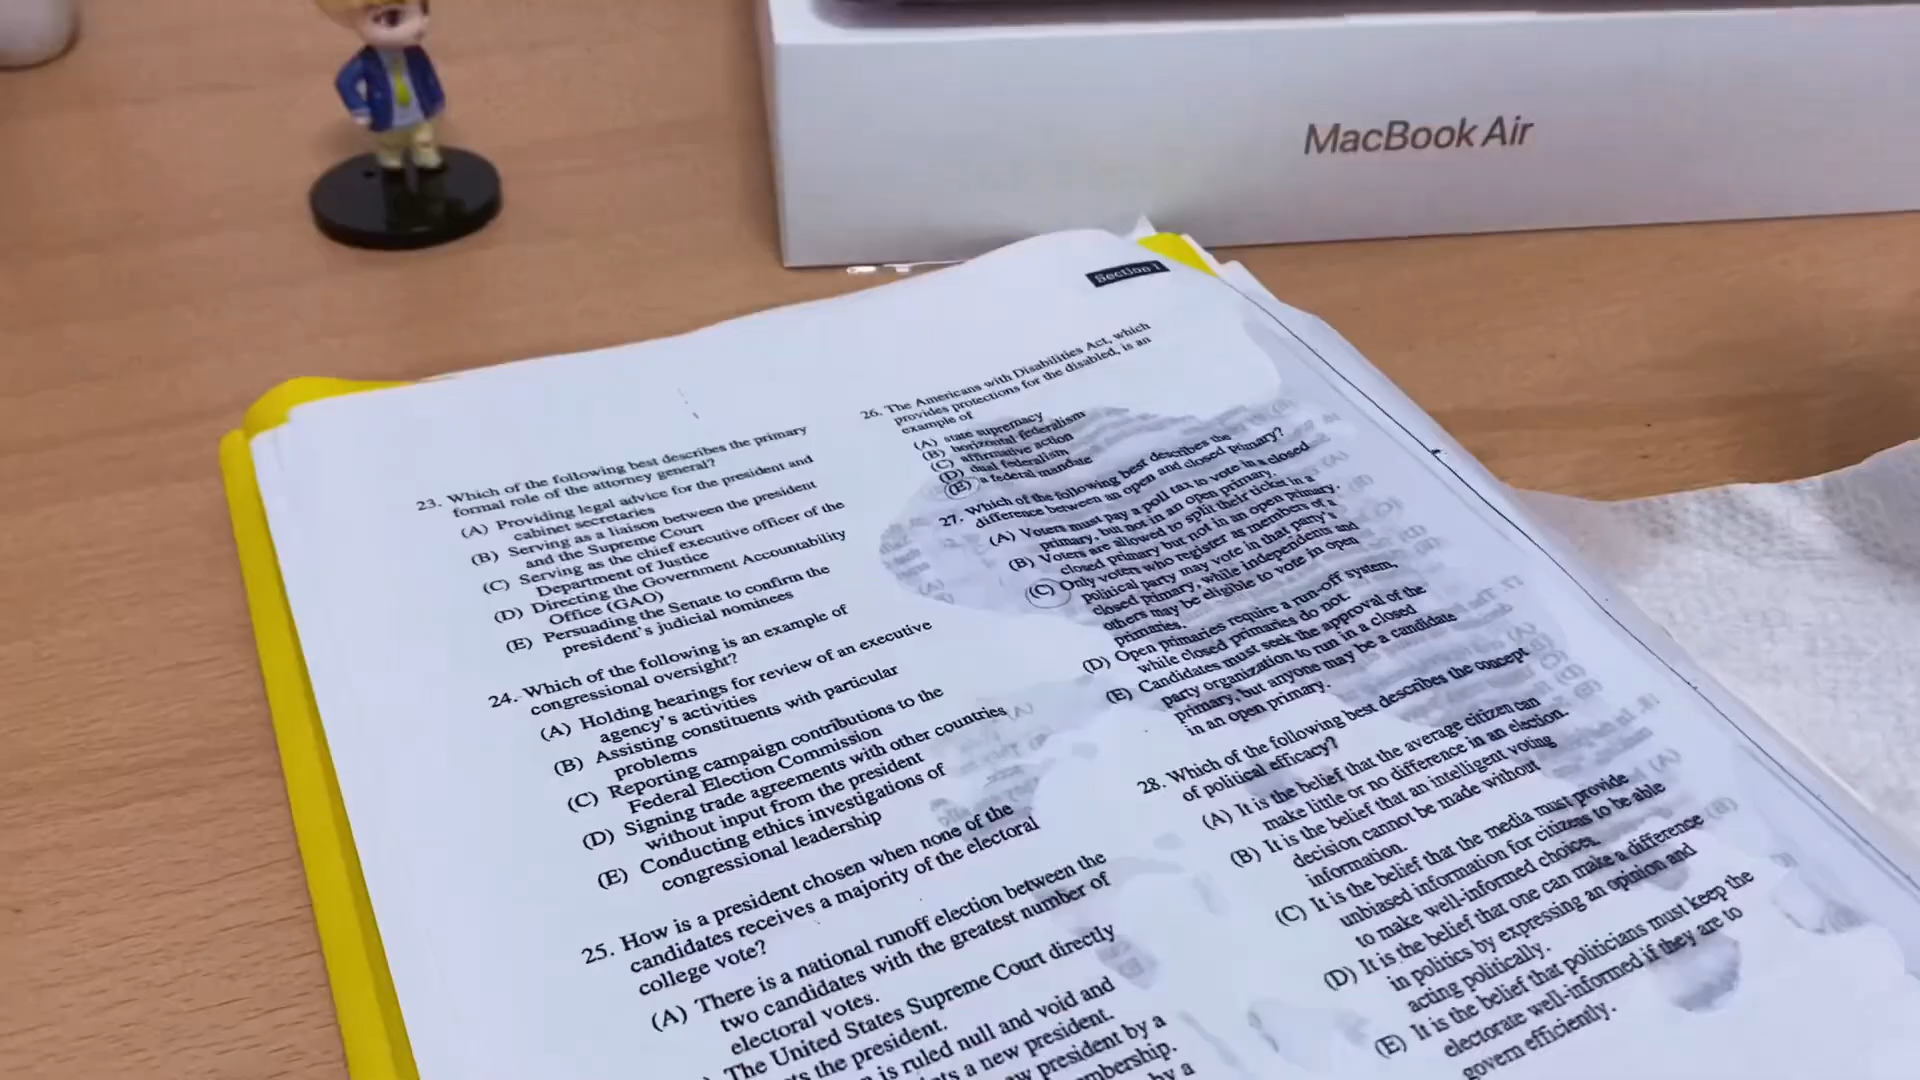 MacBook Air
Section I
23. Which of the following best describes the primary
formal role of the attorney general?
(A) Providing legal advice for the president and
cabinet secretaries
(B) Serving as a liaison between the president
and the Supreme Court
(C) Serving as the chief executive officer of the
Department of Justice
(D) Directing the Government Accountability
Office (GAO)
(E) Persuading the Senate to confirm the
president's judicial nominees
24. Which of the following is an example of
congressional oversight?
(A) Holding hearings for review of an executive
agency's activities
(B) Assisting constituents with particular
problems
(C) Reporting campaign contributions to the
Federal Election Commission
(D) Signing trade agreements with other countries
without input from the president
(E) Conducting ethics investigations of
congressional leadership
25. How is a president chosen when none of the
candidates receives a majority of the electoral
college vote?
(A) There is a national runoff election between the
two candidates with the greatest number of
electoral votes.
The United States Supreme Court directly
the president.
is ruled null and void and
a new president.
president by a
by a
26. The Americans with Disabilities Act, which
provides protections for the disabled, is an
example of
(A) state supremacy
(B) horizontal federalism
(C) affirmative action
(D) dual federalism
(E) a federal mandate
27. Which of the following best describes the
difference between an open and closed primary?
(A) Voters must pay a poll tax to vote in a closed
primary, but not in an open primary.
(B) Voters are allowed to split their ticket in a
closed primary but not in an open primary.
(C) Only voters who register as members of a
political party may vote in that party's
closed primary, while independents and
others may be eligible to vote in open
primaries.
(D) Open primaries require a run-off system,
while closed primaries do not.
(E) Candidates must seek the approval of the
party organization to run in a closed
primary, but anyone may be a candidate
in an open primary.
28. Which of the following best describes the concept
of political efficacy?
(A) It is the belief that the average citizen can
make little or no difference in an election.
(B) It is the belief that an intelligent voting
decision cannot be made without
information.
(C) It is the belief that the media must provide
unbiased information for citizens to be able
to make well-informed choices.
(D) It is the belief that one can make a difference
in politics by expressing an opinion and
acting politically.
(E) It is the belief that politicians must keep the
electorate well-informed if they are to
govern efficiently.